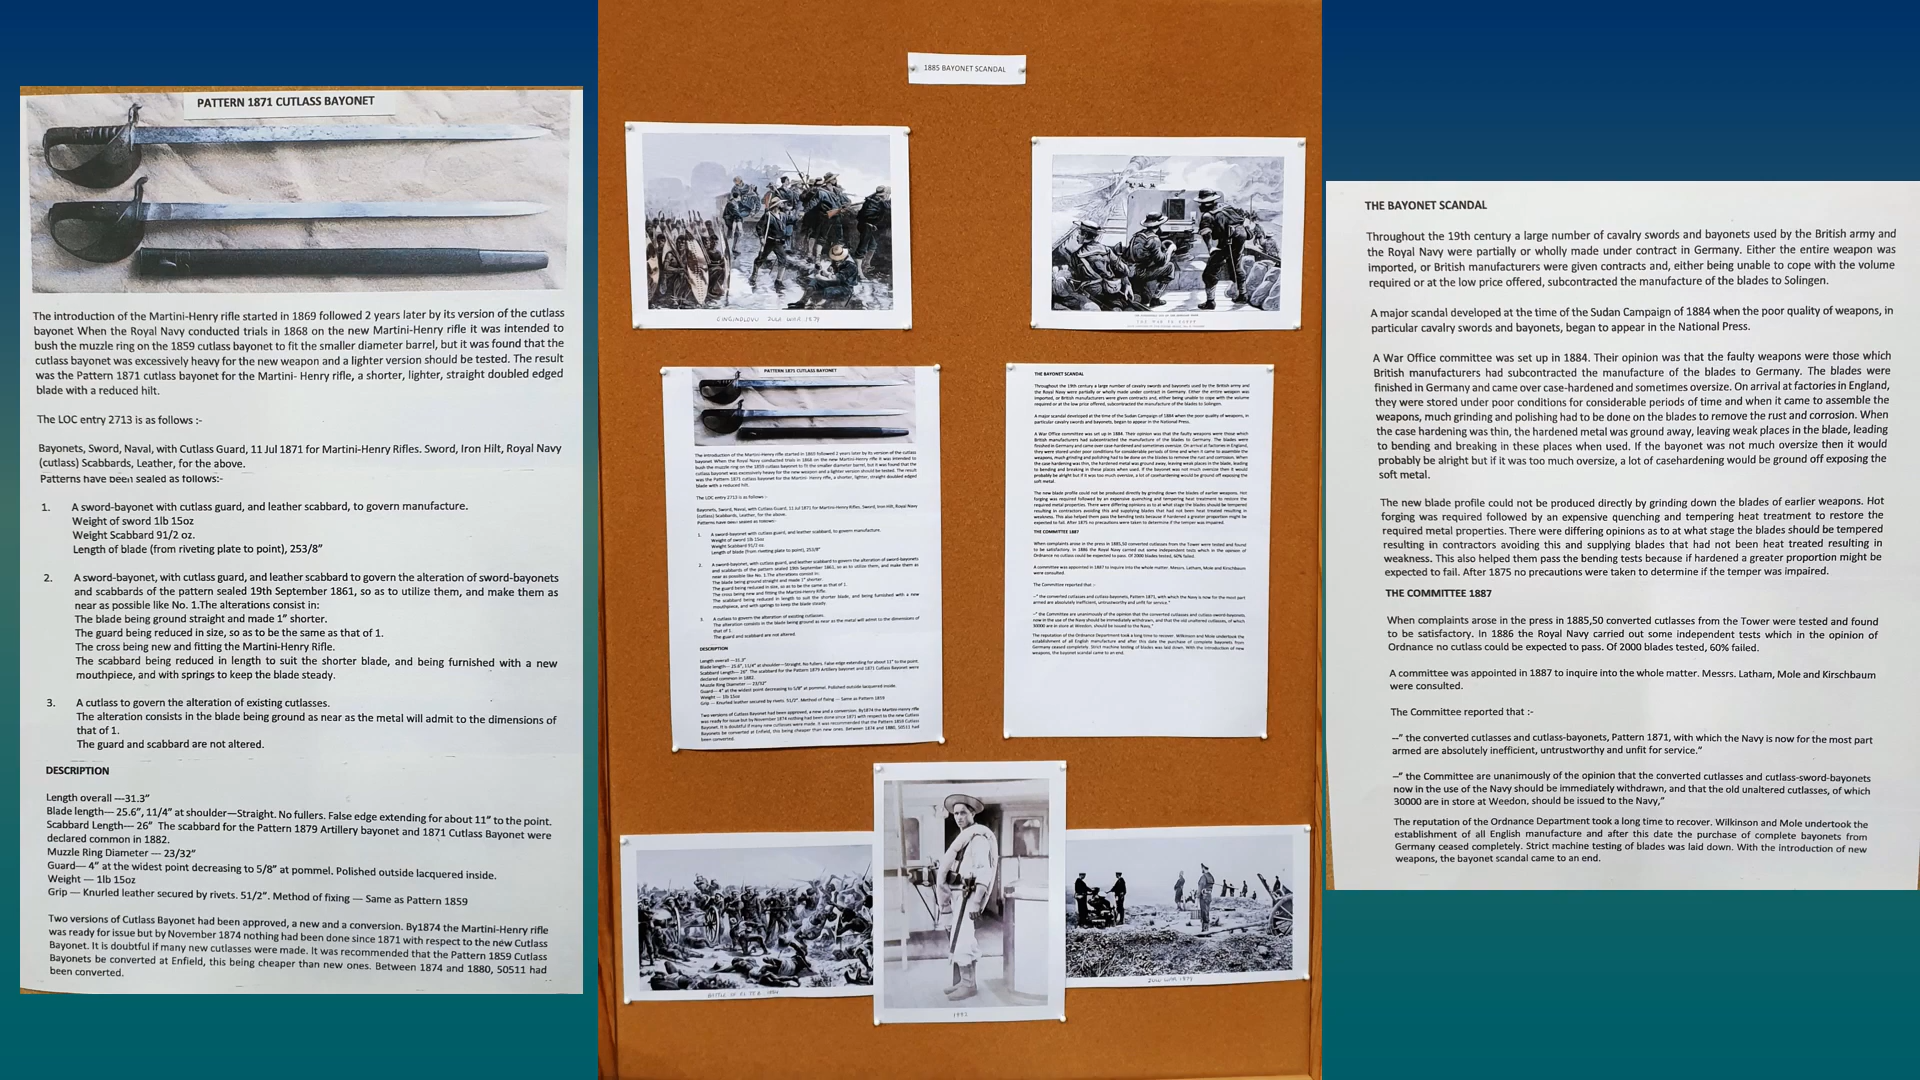 PATTERN 1871 CUTLASS BAYONET
The introduction of the Martini-Henry rifle started in 1869 followed 2 years later by its version of the cutlass
bayonet When the Royal Navy conducted trials in 1868 on the new Martini-Henry rifle it was intended to
bush the muzzle ring on the 1859 cutlass bayonet to fit the smaller diameter barrel, but it was found that the
cutlass bayonet was excessively heavy for the new weapon and a lighter version should be tested. The result
was the Pattern 1871 cutlass bayonet for the Martini- Henry rifle, a shorter, lighter, straight doubled edged
blade with a reduced hilt.
The LOC entry 2713 is as follows :-
Bayonets, Sword, Naval, with Cutlass Guard, 11 Jul 1871 for Martini-Henry Rifles. Sword, Iron Hilt, Royal Navy
(cutlass) Scabbards, Leather, for the above.
Patterns have been sealed as follows:-
1. A sword-bayonet with cutlass guard, and leather scabbard, to govern manufacture.
Weight of sword 1lb 15oz
Weight Scabbard 91/2 oz.
Length of blade (from riveting plate to point), 253/8"
2. A sword-bayonet, with cutlass guard, and leather scabbard to govern the alteration of sword-bayonets
and scabbards of the pattern sealed 19th September 1861, so as to utilize them, and make them as
near as possible like No. 1.The alterations consist in:
The blade being ground straight and made 1" shorter.
The guard being reduced in size, so as to be the same as that of 1.
The cross being new and fitting the Martini-Henry Rifle.
The scabbard being reduced in length to suit the shorter blade, and being furnished with a new
mouthpiece, and with springs to keep the blade steady.
3. A cutlass to govern the alteration of existing cutlasses.
The alteration consists in the blade being ground as near as the metal will admit to the dimensions of
that of 1.
The guard and scabbard are not altered.
DESCRIPTION
Length overall —31.3"
Blade length— 25.6", 11/4" at shoulder—Straight. No fullers. False edge extending for about 11" to the point.
Scabbard Length— 26" The scabbard for the Pattern 1879 Artillery bayonet and 1871 Cutlass Bayonet were
declared common in 1882.
Muzzle Ring Diameter — 23/32"
Guard— 4" at the widest point decreasing to 5/8" at pommel. Polished outside lacquered inside.
Weight — 1lb 15oz
Grip — Knurled leather secured by rivets. 51/2". Method of fixing — Same as Pattern 1859
Two versions of Cutlass Bayonet had been approved, a new and a conversion. By1874 the Martini-Henry rifle
was ready for issue but by November 1874 nothing had been done since 1871 with respect to the new Cutlass
Bayonet. It is doubtful if many new cutlasses were made. It was recommended that the Pattern 1859 Cutlass
Bayonets be converted at Enfield, this being cheaper than new ones. Between 1874 and 1880, 50511 had
been converted.
1885 BAYONET SCANDAL
GINGINDLOVU ZULU WAR 1879
BATTLE OF EL TEB 1884
1882
ZULU WAR 1879
THE BAYONET SCANDAL
Throughout the 19th century a large number of cavalry swords and bayonets used by the British army and
the Royal Navy were partially or wholly made under contract in Germany. Either the entire weapon was
imported, or British manufacturers were given contracts and, either being unable to cope with the volume
required or at the low price offered, subcontracted the manufacture of the blades to Solingen.
A major scandal developed at the time of the Sudan Campaign of 1884 when the poor quality of weapons, in
particular cavalry swords and bayonets, began to appear in the National Press.
A War Office committee was set up in 1884. Their opinion was that the faulty weapons were those which
British manufacturers had subcontracted the manufacture of the blades to Germany. The blades were
finished in Germany and came over case-hardened and sometimes oversize. On arrival at factories in England,
they were stored under poor conditions for considerable periods of time and when it came to assemble the
weapons, much grinding and polishing had to be done on the blades to remove the rust and corrosion. When
the case hardening was thin, the hardened metal was ground away, leaving weak places in the blade, leading
to bending and breaking in these places when used. If the bayonet was not much oversize then it would
probably be alright but if it was too much oversize, a lot of casehardening would be ground off exposing the
soft metal.
The new blade profile could not be produced directly by grinding down the blades of earlier weapons. Hot
forging was required followed by an expensive quenching and tempering heat treatment to restore the
required metal properties. There were differing opinions as to at what stage the blades should be tempered
resulting in contractors avoiding this and supplying blades that had not been heat treated resulting in
weakness. This also helped them pass the bending tests because if hardened a greater proportion might be
expected to fail. After 1875 no precautions were taken to determine if the temper was impaired.
THE COMMITTEE 1887
When complaints arose in the press in 1885,50 converted cutlasses from the Tower were tested and found
to be satisfactory. In 1886 the Royal Navy carried out some independent tests which in the opinion of
Ordnance no cutlass could be expected to pass. Of 2000 blades tested, 60% failed.
A committee was appointed in 1887 to inquire into the whole matter. Messrs. Latham, Mole and Kirschbaum
were consulted.
The Committee reported that :-
–" the converted cutlasses and cutlass-bayonets, Pattern 1871, with which the Navy is now for the most part
armed are absolutely inefficient, untrustworthy and unfit for service."
–" the Committee are unanimously of the opinion that the converted cutlasses and cutlass-sword-bayonets
now in the use of the Navy should be immediately withdrawn, and that the old unaltered cutlasses, of which
30000 are in store at Weedon, should be issued to the Navy,"
The reputation of the Ordnance Department took a long time to recover. Wilkinson and Mole undertook the
establishment of all English manufacture and after this date the purchase of complete bayonets from
Germany ceased completely. Strict machine testing of blades was laid down. With the introduction of new
weapons, the bayonet scandal came to an end.